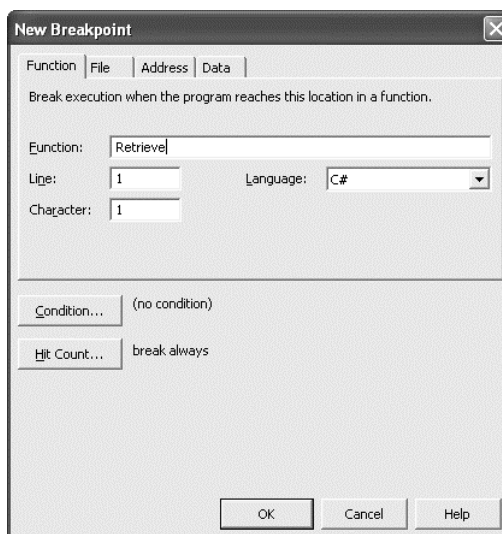 New Breakpoint
Function File Address Data
Break execution when the program reaches this location in a function.
Function: Retrieve
Line: 1 Language: C#
Character: 1
Condition... (no condition)
Hit Count... break always
OK Cancel Help